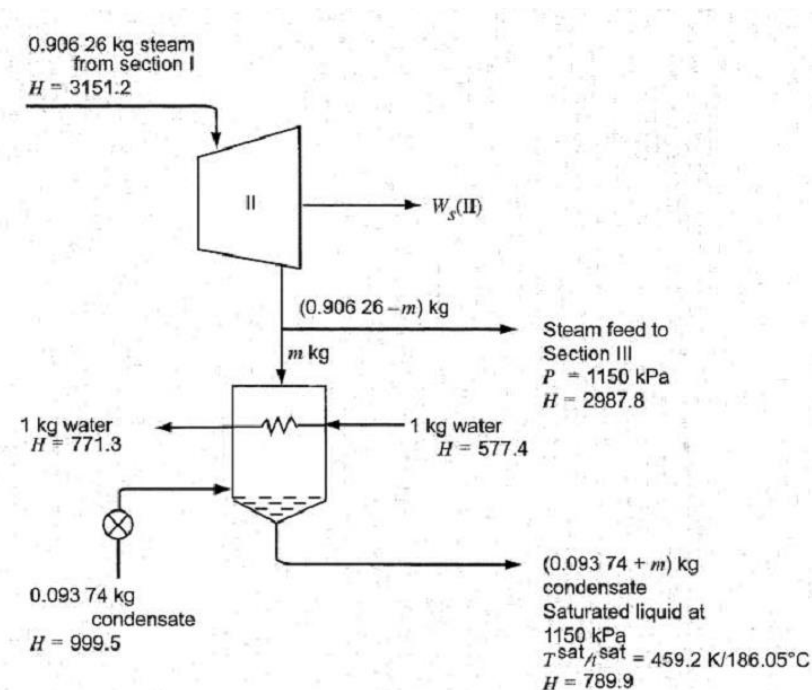 0.906 26 kg steam
from section I
H = 3151.2
II
W_s(II)
(0.906 26 – m) kg
m kg
Steam feed to
Section III
P = 1150 kPa
H = 2987.8
1 kg water
H = 771.3
1 kg water
H = 577.4
0.093 74 kg
condensate
H = 999.5
(0.093 74 + m) kg
condensate
Saturated liquid at
1150 kPa
T^sat/t^sat = 459.2 K/186.05°C
H = 789.9